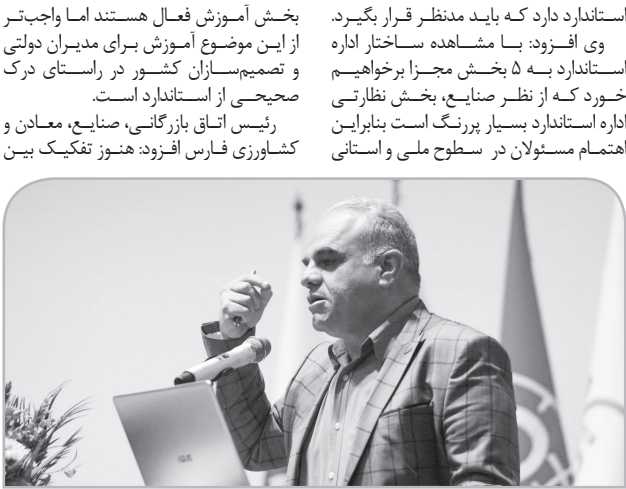 استاندارد دارد که باید مدنظر قرار بگیرد.
وی افزود: با مشاهده ساختار اداره
استاندارد به ۵ بخش مجزا برخواهیم
خورد که از نظر صنایع، بخش نظارتی
اداره استاندارد بسیار پررنگ است بنابراین
اهتمام مسئولان در سطوح ملی و استانی
بخش آموزش فعال هستند اما واجب‌تر
از این موضوع آموزش برای مدیران دولتی
و تصمیم‌سازان کشور در راستای درک
صحیحی از استاندارد است.
رئیس اتاق بازرگانی، صنایع، معادن و
کشاورزی فارس افزود: هنوز تفکیک بین
ASUS